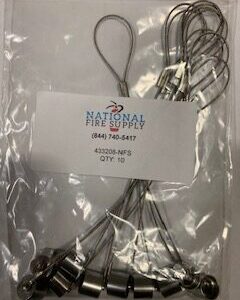 NATIONAL
FIRE SUPPLY
(844) 740-5417
433208-NFS
QTY: 10